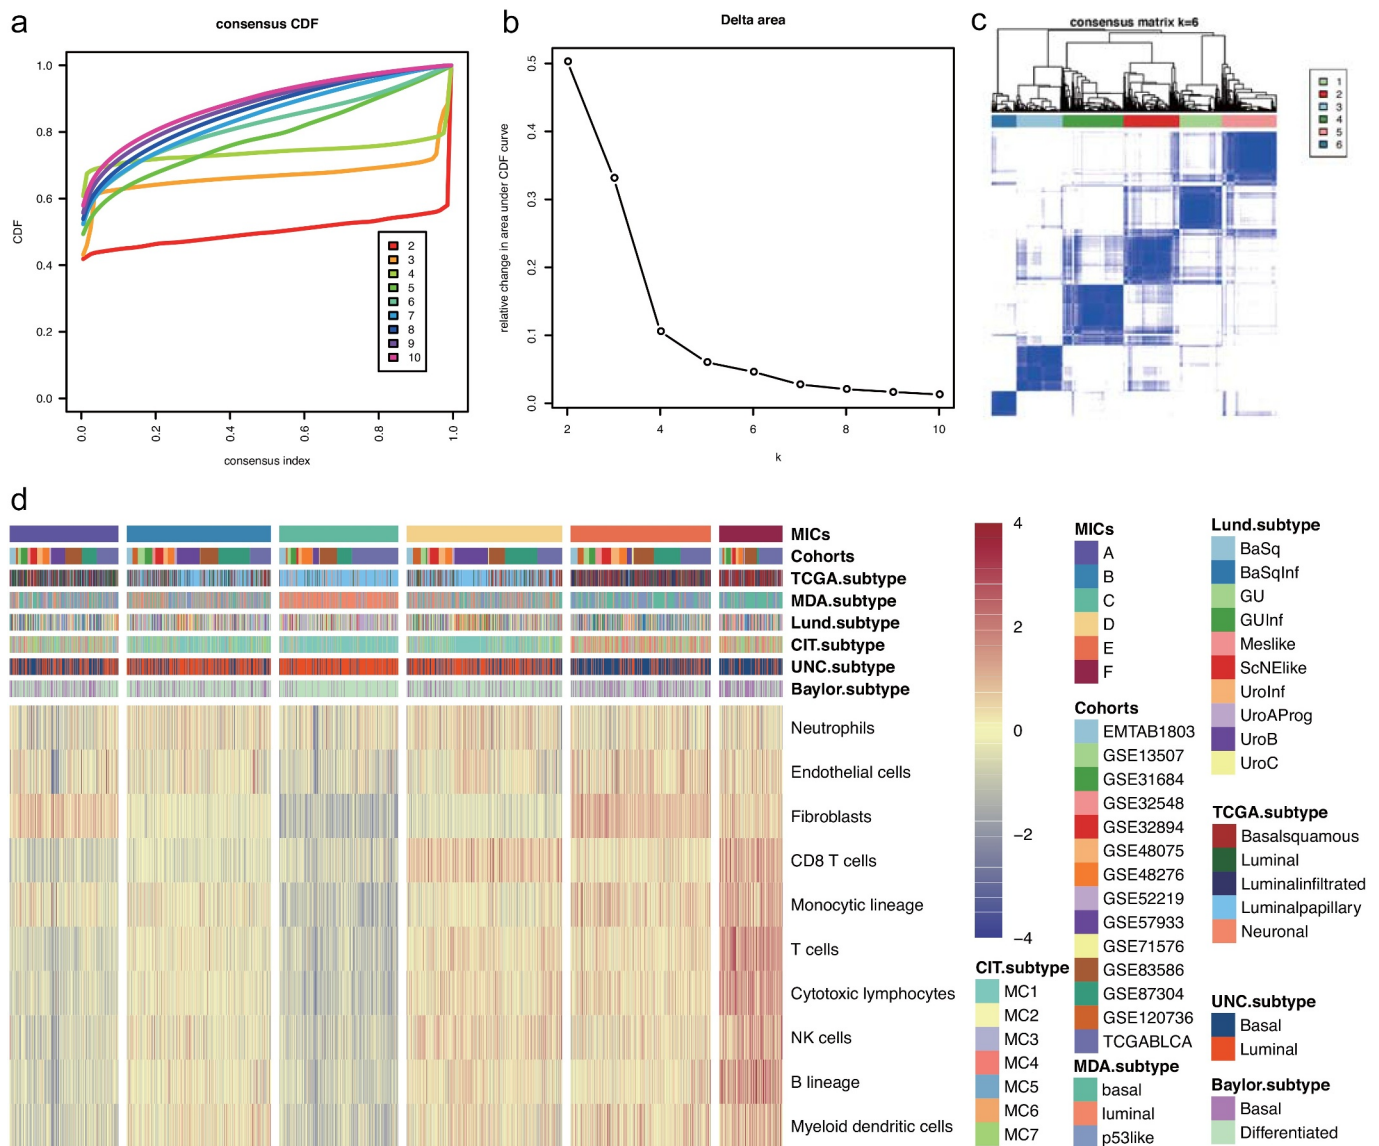 a
consensus CDF
CDF
1.0
0.8
0.6
0.4
0.2
0.0
0.0
0.2
0.4
0.6
0.8
1.0
consensus index
2
3
4
5
6
7
8
9
10
b
Delta area
relative change in area under CDF curve
0.5
0.4
0.3
0.2
0.1
0.0
2
4
6
8
10
k
c
consensus matrix k=6
1
2
3
4
5
6
d
MICs
Cohorts
TCGA.subtype
MDA.subtype
Lund.subtype
CIT.subtype
UNC.subtype
Baylor.subtype
Neutrophils
Endothelial cells
Fibroblasts
CD8 T cells
Monocytic lineage
T cells
Cytotoxic lymphocytes
NK cells
B lineage
Myeloid dendritic cells
4
2
0
−2
−4
CIT.subtype
MC1
MC2
MC3
MC4
MC5
MC6
MC7
MICs
A
B
C
D
E
F
Cohorts
EMTAB1803
GSE13507
GSE31684
GSE32548
GSE32894
GSE48075
GSE48276
GSE52219
GSE57933
GSE71576
GSE83586
GSE87304
GSE120736
TCGABLCA
MDA.subtype
basal
luminal
p53like
Lund.subtype
BaSq
BaSqInf
GU
GUInf
Meslike
ScNElike
UroInf
UroAProg
UroB
UroC
TCGA.subtype
Basalsquamous
Luminal
Luminalinfiltrated
Luminalpapillary
Neuronal
UNC.subtype
Basal
Luminal
Baylor.subtype
Basal
Differentiated